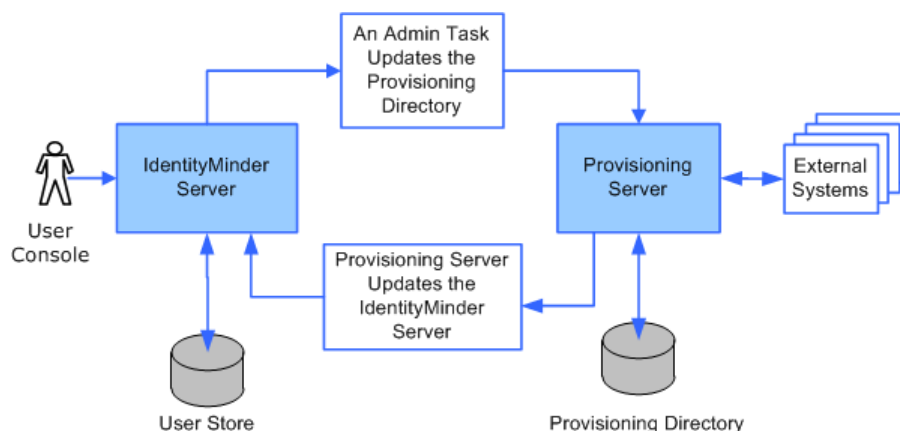 An Admin Task
Updates the
Provisioning
Directory
IdentityMinder
Server
Provisioning
Server
External
Systems
User
Console
Provisioning Server
Updates the
IdentityMinder
Server
User Store
Provisioning Directory